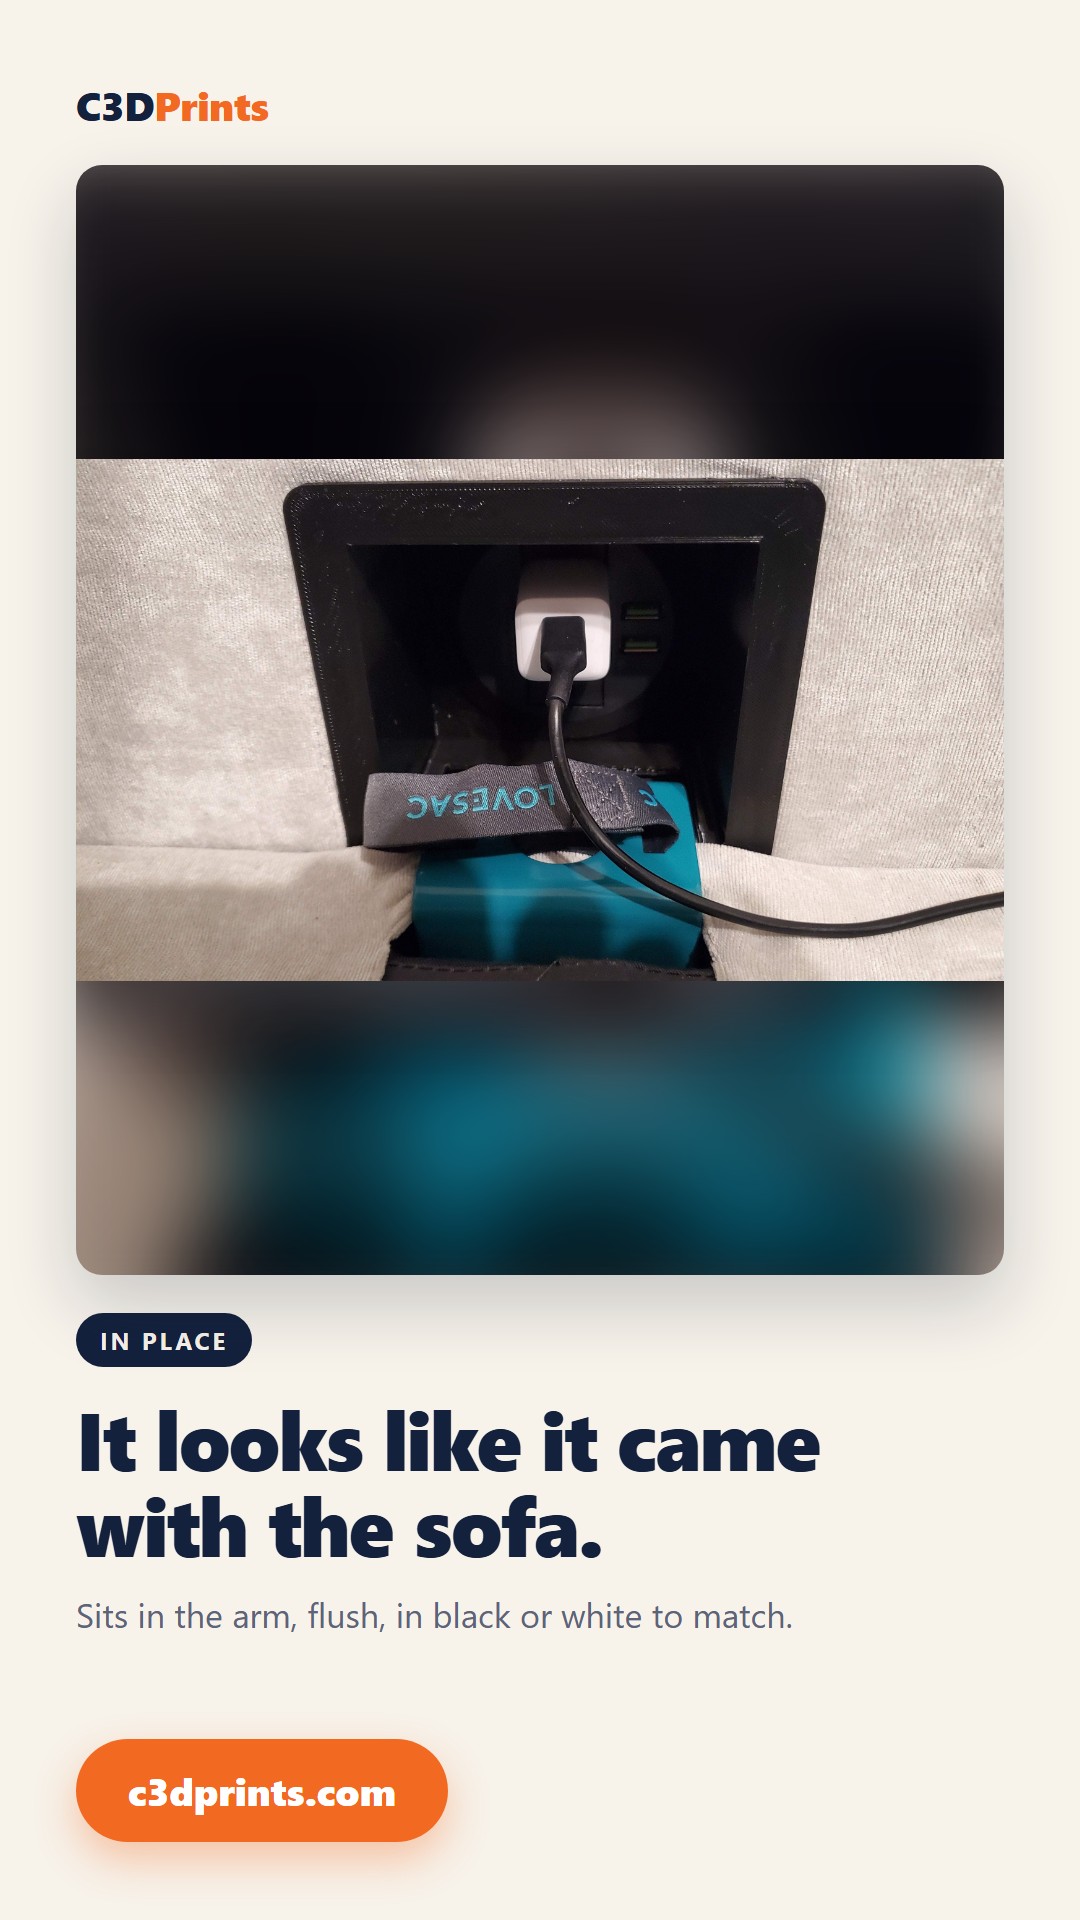 C3DPrints
LOVESAC
IN PLACE
It looks like it came
with the sofa.
Sits in the arm, flush, in black or white to match.
c3dprints.com